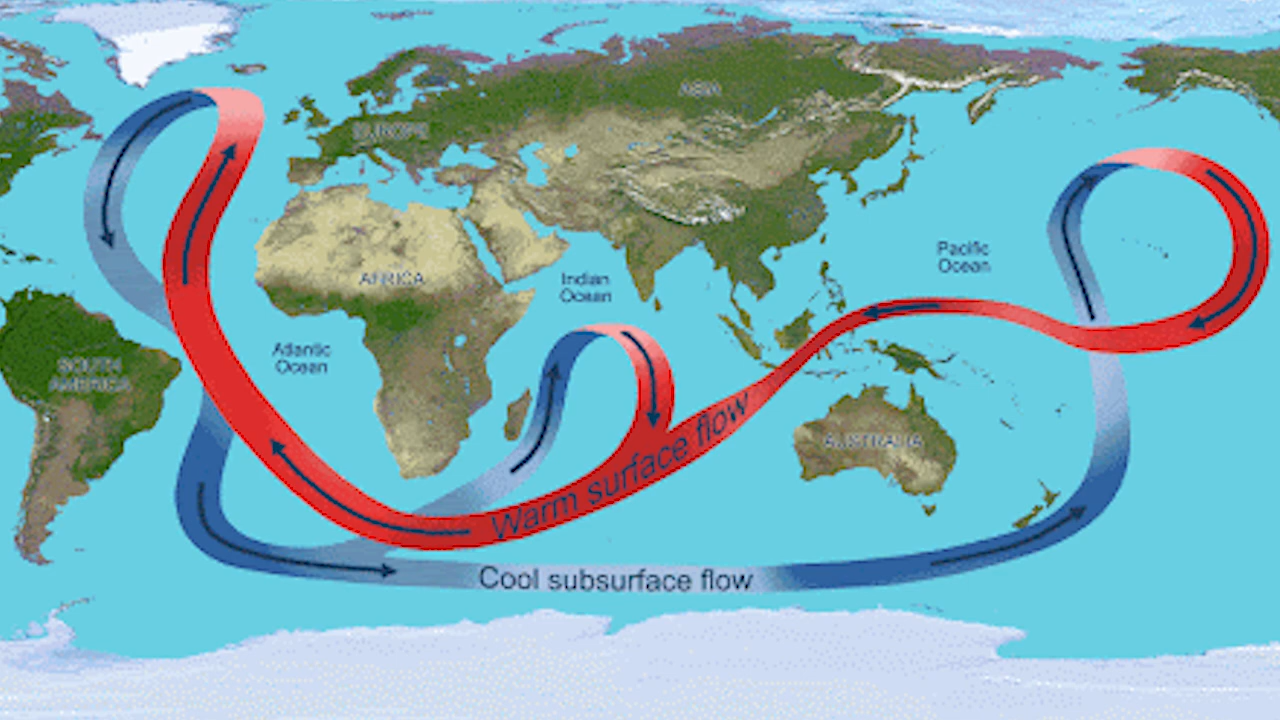 ASIA
EUROPE
Pacific
Ocean
AFRICA
Indian
Ocean
Atlantic
Ocean
SOUTH
AMERICA
Warm surface flow
AUSTRALIA
Cool subsurface flow